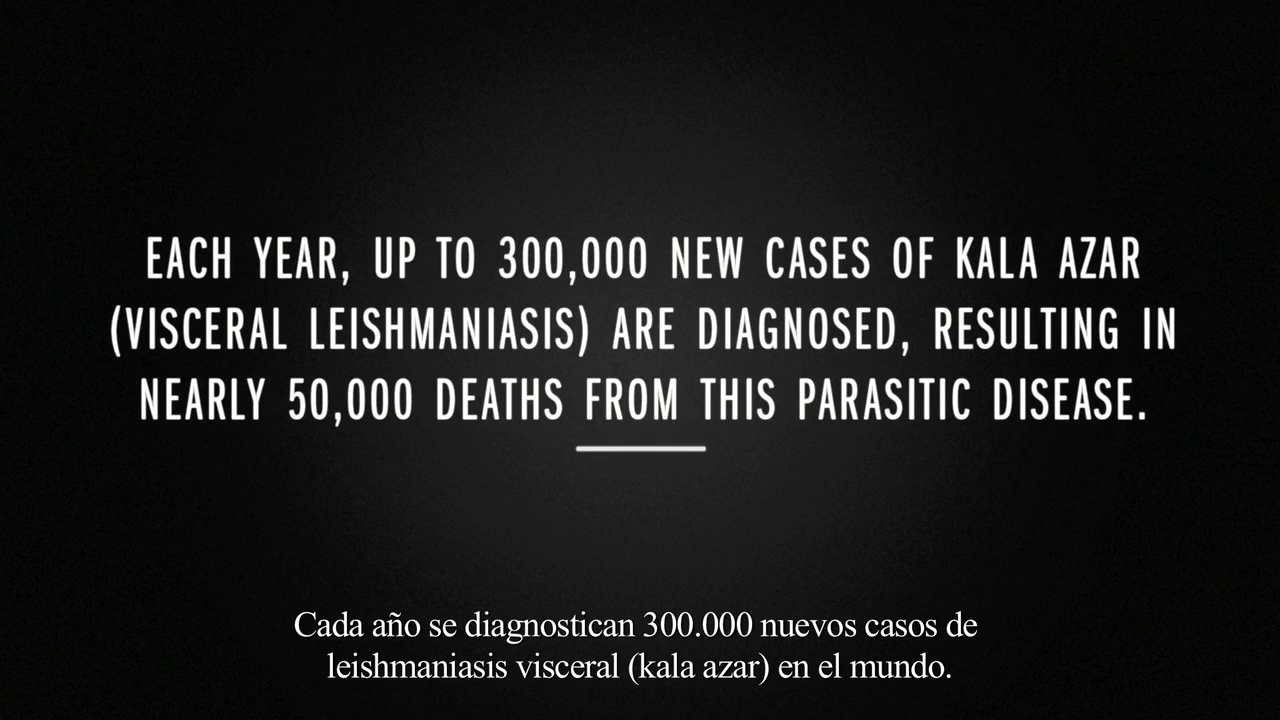 EACH YEAR, UP TO 300,000 NEW CASES OF KALA AZAR
(VISCERAL LEISHMANIASIS) ARE DIAGNOSED, RESULTING IN
NEARLY 50,000 DEATHS FROM THIS PARASITIC DISEASE.
Cada año se diagnostican 300.000 nuevos casos de
leishmaniasis visceral (kala azar) en el mundo.